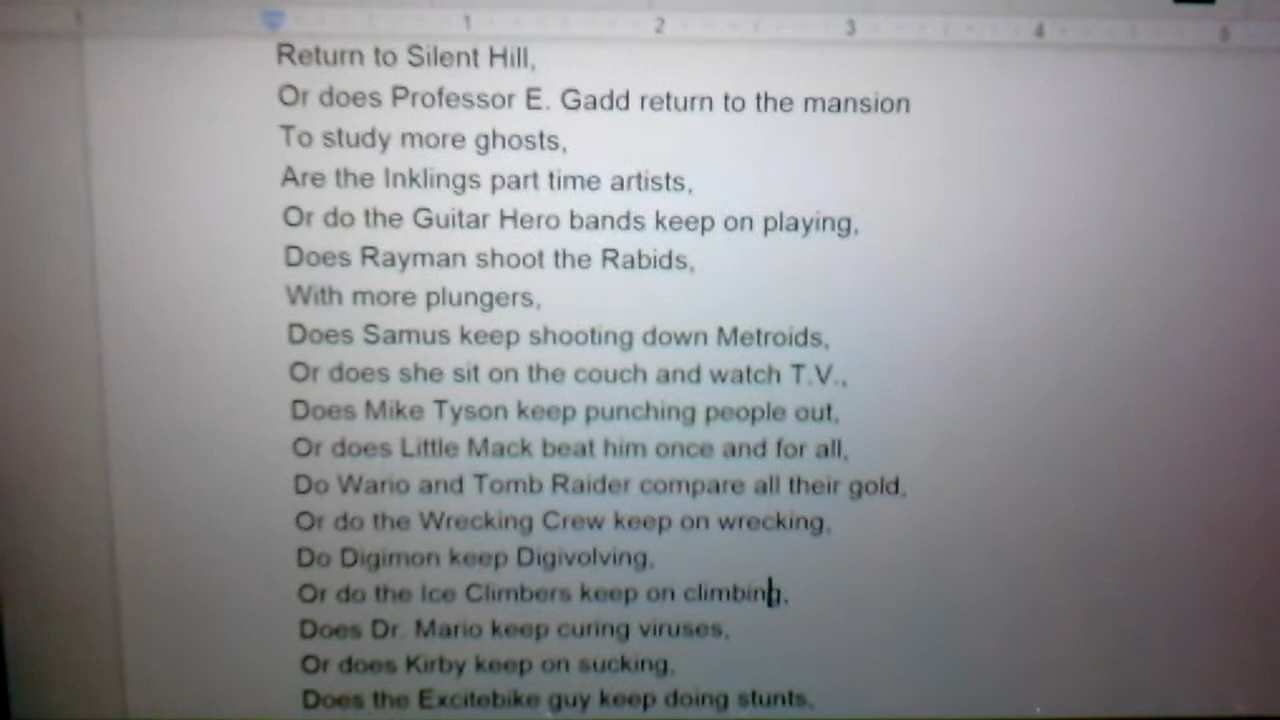 1 1 2 3 4 5
Return to Silent Hill,
Or does Professor E. Gadd return to the mansion
To study more ghosts,
Are the Inklings part time artists,
Or do the Guitar Hero bands keep on playing,
Does Rayman shoot the Rabids,
With more plungers,
Does Samus keep shooting down Metroids,
Or does she sit on the couch and watch T.V.,
Does Mike Tyson keep punching people out,
Or does Little Mack beat him once and for all,
Do Wario and Tomb Raider compare all their gold,
Or do the Wrecking Crew keep on wrecking,
Do Digimon keep Digivolving,
Or do the Ice Climbers keep on climbing,
Does Dr. Mario keep curing viruses,
Or does Kirby keep on sucking,
Does the Excitebike guy keep doing stunts,